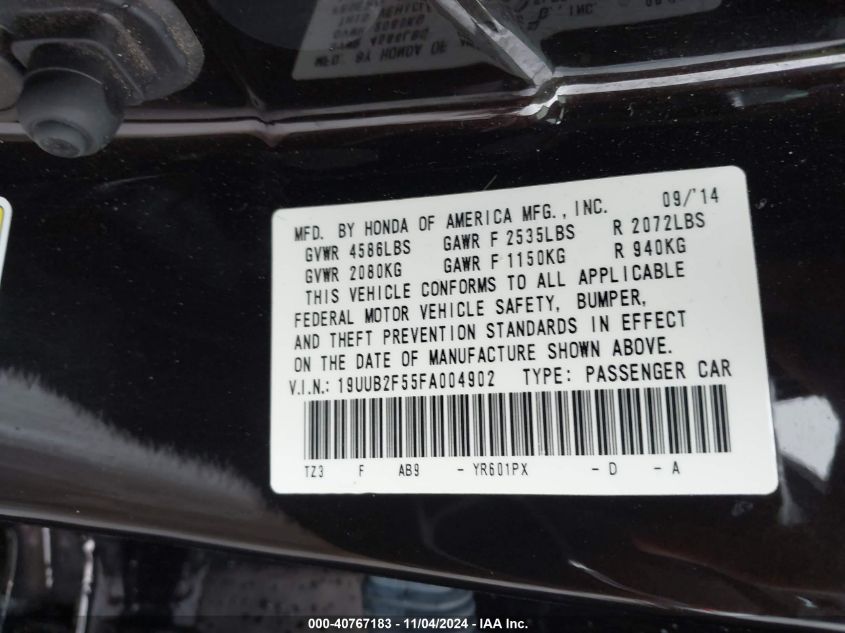 MFD. BY HONDA OF AMERICA MFG., INC. 09/'14
GVWR 4586LBS GAWR F 2535LBS R 2072LBS
GVWR 2080KG GAWR F 1150KG R 940KG
THIS VEHICLE CONFORMS TO ALL APPLICABLE
FEDERAL MOTOR VEHICLE SAFETY, BUMPER,
AND THEFT PREVENTION STANDARDS IN EFFECT
ON THE DATE OF MANUFACTURE SHOWN ABOVE.
V.I.N.: 19UUB2F55FA004902 TYPE: PASSENGER CAR
TZ3 F AB9 - YR601PX - D - A
000-40767183 - 11/04/2024 - IAA Inc.